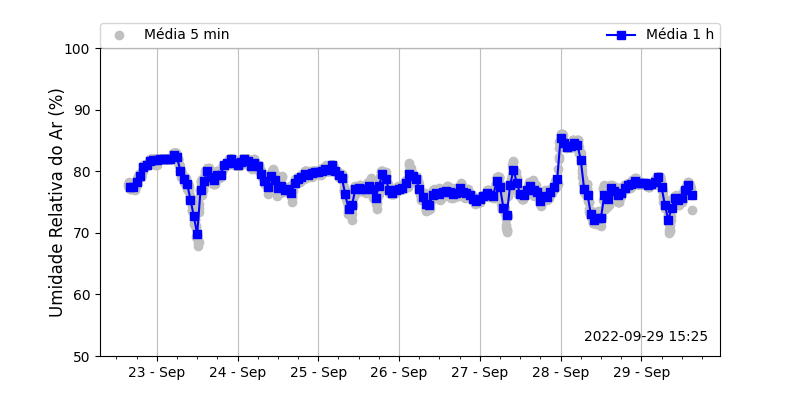 Média 5 min
Média 1 h
Umidade Relativa do Ar (%)
100
90
80
70
60
50
2022-09-29 15:25
23 - Sep
24 - Sep
25 - Sep
26 - Sep
27 - Sep
28 - Sep
29 - Sep